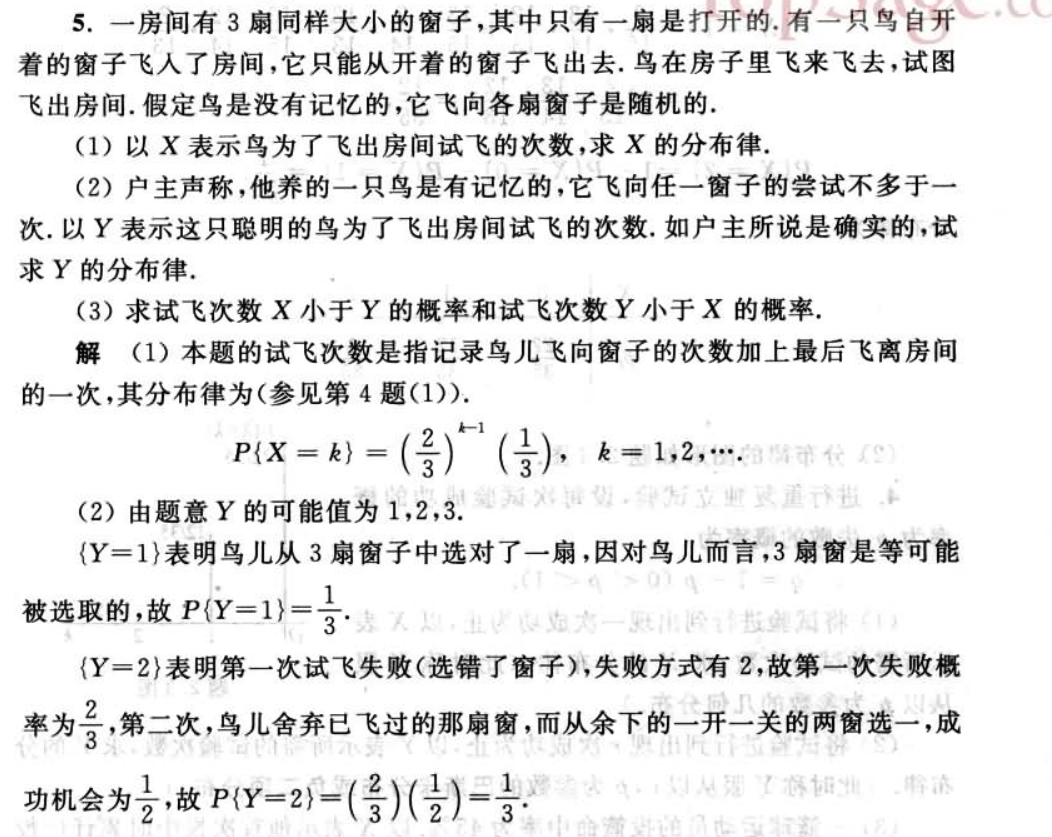 5. 一房间有 3 扇同样大小的窗子,其中只有一扇是打开的.有一只鸟自开
着的窗子飞入了房间,它只能从开着的窗子飞出去.鸟在房子里飞来飞去,试图
飞出房间.假定鸟是没有记忆的,它飞向各扇窗子是随机的.
(1) 以 X 表示鸟为了飞出房间试飞的次数,求 X 的分布律.
(2) 户主声称,他养的一只鸟是有记忆的,它飞向任一窗子的尝试不多于一
次.以 Y 表示这只聪明的鸟为了飞出房间试飞的次数.如户主所说是确实的,试
求 Y 的分布律.
(3) 求试飞次数 X 小于 Y 的概率和试飞次数 Y 小于 X 的概率.
解 (1) 本题的试飞次数是指记录鸟儿飞向窗子的次数加上最后飞离房间
的一次,其分布律为(参见第 4 题(1)).
P{X = k} = (2/3)^{k-1} (1/3), k = 1,2,⋯.
(2) 由题意 Y 的可能值为 1,2,3.
{Y=1}表明鸟儿从 3 扇窗子中选对了一扇,因对鸟儿而言,3 扇窗是等可能
被选取的,故 P{Y=1}=1/3.
{Y=2}表明第一次试飞失败(选错了窗子),失败方式有 2,故第一次失败概
率为2/3,第二次,鸟儿舍弃已飞过的那扇窗,而从余下的一开一关的两窗选一,成
功机会为1/2,故 P{Y=2}=(2/3)(1/2)=1/3.